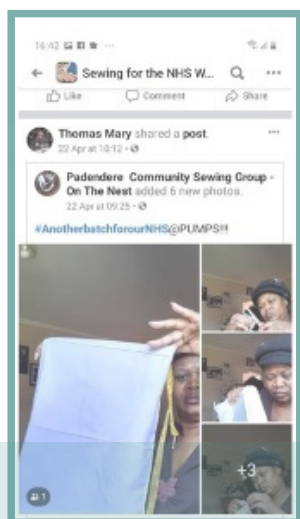 16:42
Sewing for the NHS W...
Like Comment Share
Thomas Mary shared a post.
22 Apr at 10:12
Padendere Community Sewing Group -
On The Nest added 6 new photos.
22 Apr at 09:25
#AnotherbatchforourNHS@PUMPS!!!
+3
1